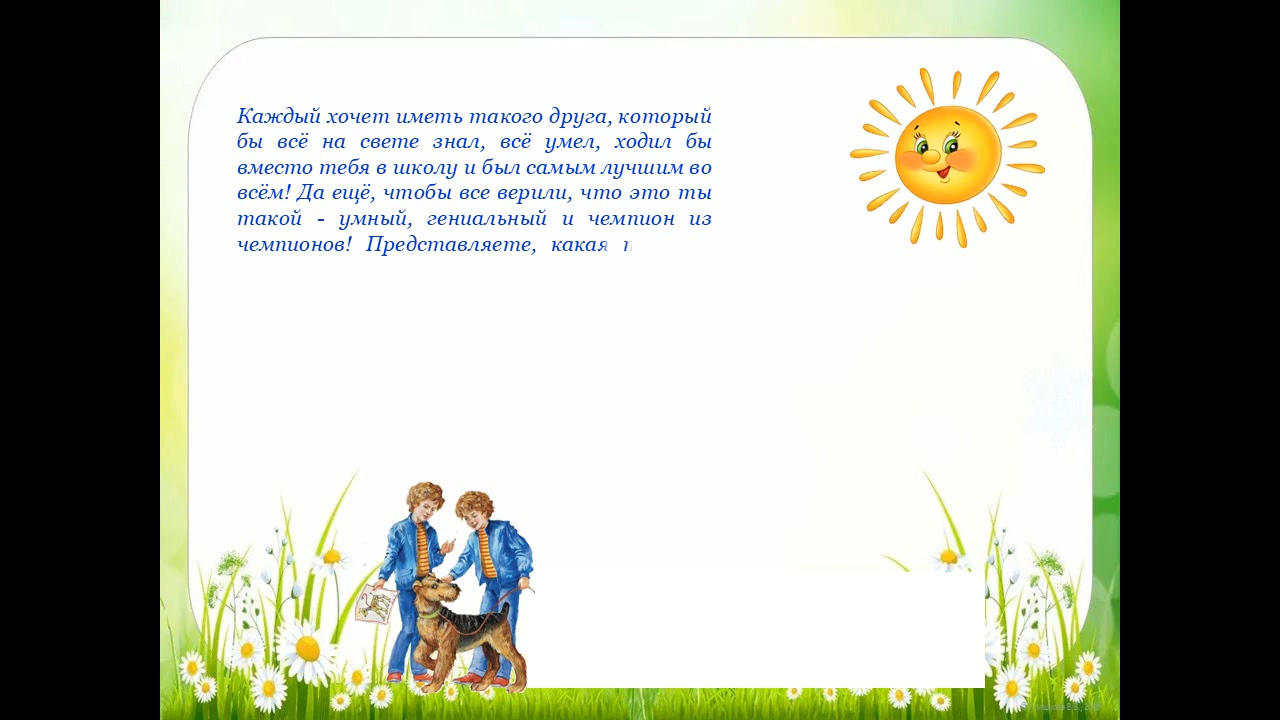 Каждый хочет иметь такого друга, который
бы всё на свете знал, всё умел, ходил бы
вместо тебя в школу и был самым лучшим во
всём! Да ещё, чтобы все верили, что это ты
такой - умный, гениальный и чемпион из
чемпионов! Представляете, какая